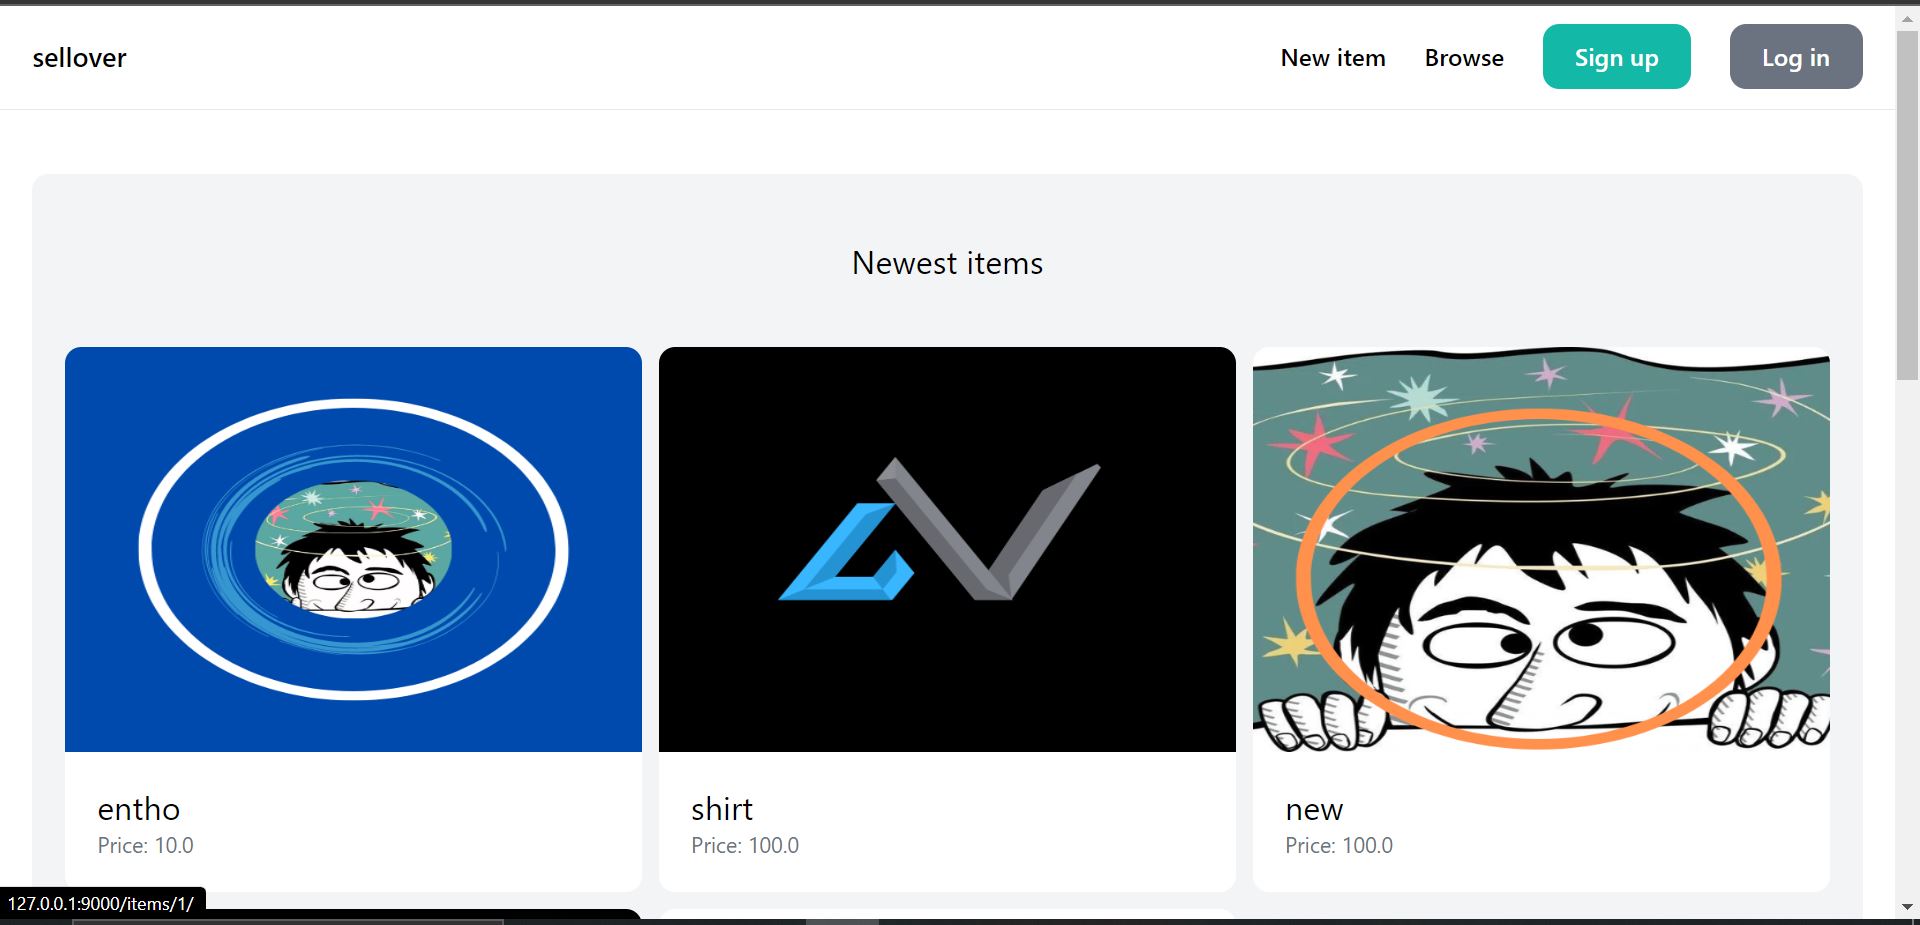 sellover
New item
Browse
Sign up
Log in
Newest items
entho
Price: 10.0
shirt
Price: 100.0
new
Price: 100.0
127.0.0.1:9000/items/1/